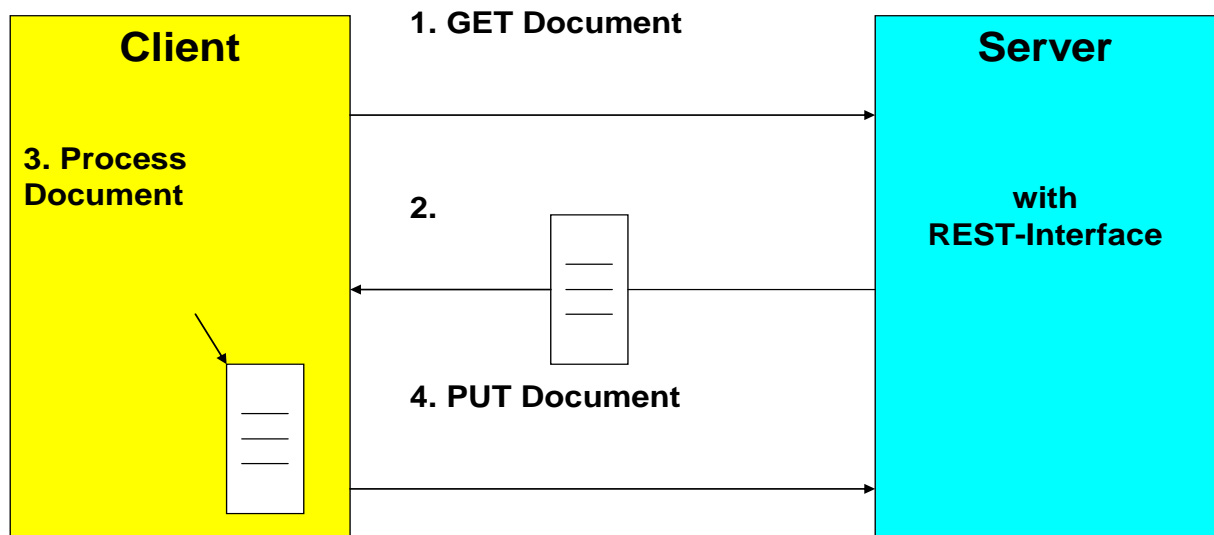 Client
1. GET Document
Server
3. Process
Document
2.
with
REST-Interface
4. PUT Document